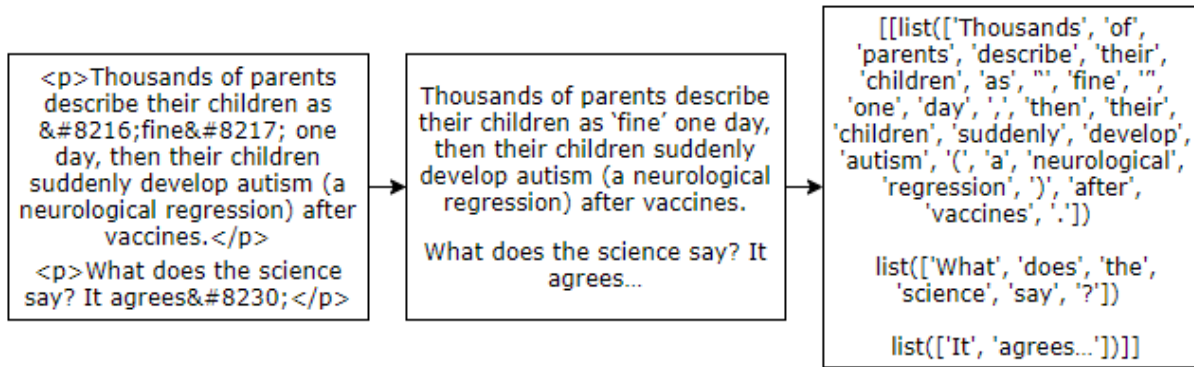 <p>Thousands of parents
describe their children as
&#8216;fine&#8217; one
day, then their children
suddenly develop autism (a
neurological regression) after
vaccines.</p>
<p>What does the science
say? It agrees&#8230;</p>
Thousands of parents describe
their children as ‘fine’ one day,
then their children suddenly
develop autism (a neurological
regression) after vaccines.
What does the science say? It
agrees…
[[list(['Thousands', 'of',
'parents', 'describe', 'their',
'children', 'as', '‘', 'fine', '’',
'one', 'day', ',', 'then', 'their',
'children', 'suddenly', 'develop',
'autism', '(', 'a', 'neurological',
'regression', ')', 'after',
'vaccines', '.'])
list(['What', 'does', 'the',
'science', 'say', '?'])
list(['It', 'agrees…'])]]